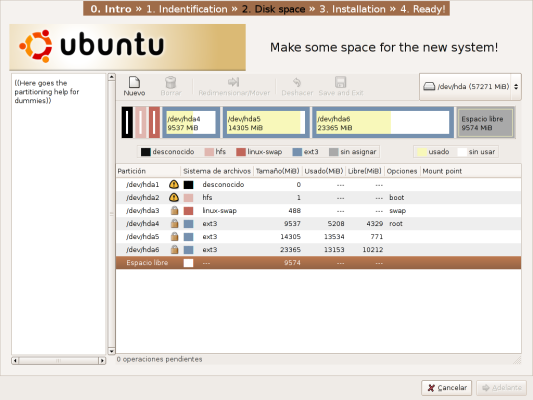 0. Intro » 1. Indentification » 2. Disk space » 3. Installation » 4. Ready!
ubuntu
Make some space for the new system!
((Here goes the
partitioning help for
dummies))
Nuevo Borrar Redimensionar/Mover Deshacer Save and Exit
/dev/hda (57271 MiB)
/dev/hda4
9537 MiB
/dev/hda5
14305 MiB
/dev/hda6
23365 MiB
Espacio libre
9574 MiB
desconocido hfs linux-swap ext3 sin asignar usado sin usar
Partición Sistema de archivos Tamaño(MiB) Usado(MiB) Libre(MiB) Opciones Mount point
/dev/hda1 desconocido 0 --- ---
/dev/hda2 hfs 1 --- --- boot
/dev/hda3 linux-swap 488 --- --- swap
/dev/hda4 ext3 9537 5208 4329 root
/dev/hda5 ext3 14305 13534 771
/dev/hda6 ext3 23365 13153 10212
Espacio libre --- 9574 --- ---
0 operaciones pendientes
Cancelar Adelante